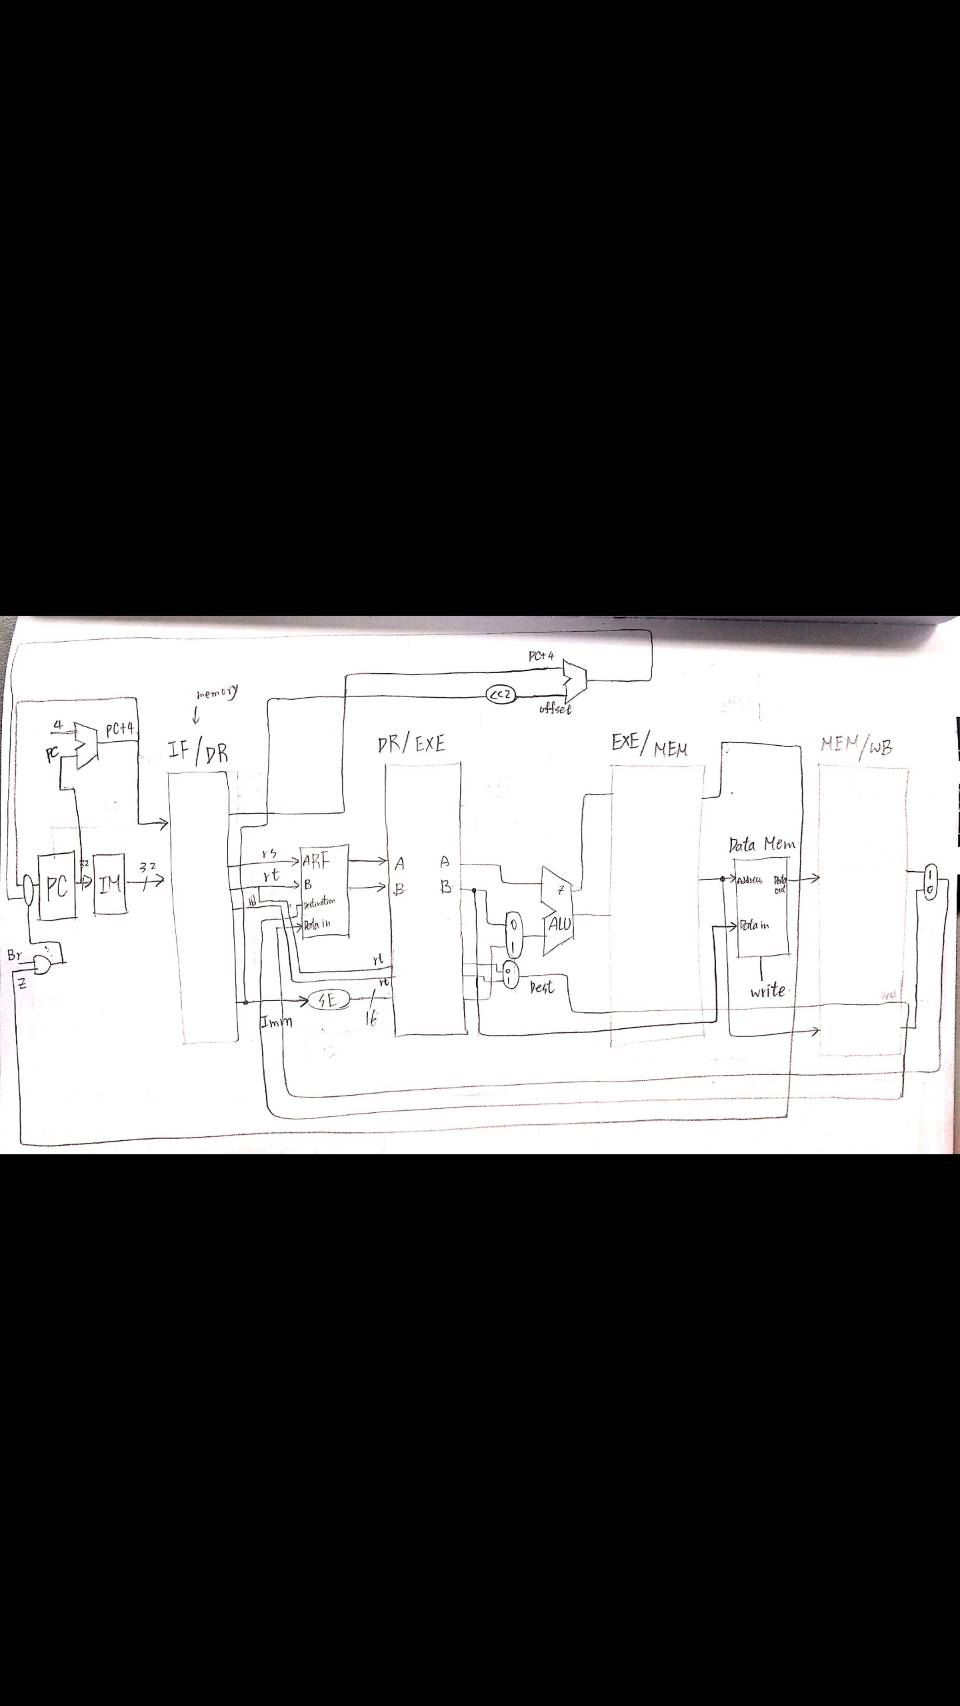 memory
IF/DR
DR/EXE
EXE/MEM
MEM/WB
PC+4
<<2
offset
4
PC
PC+4
PC
32
IM
32
Br
Z
rs
rt
ARF
B
Destination
Data in
Imm
SE
16
A
B
A
B
Z
ALU
0
1
0
1
Dest
Data Mem
Address
Data out
Data in
write
1
0